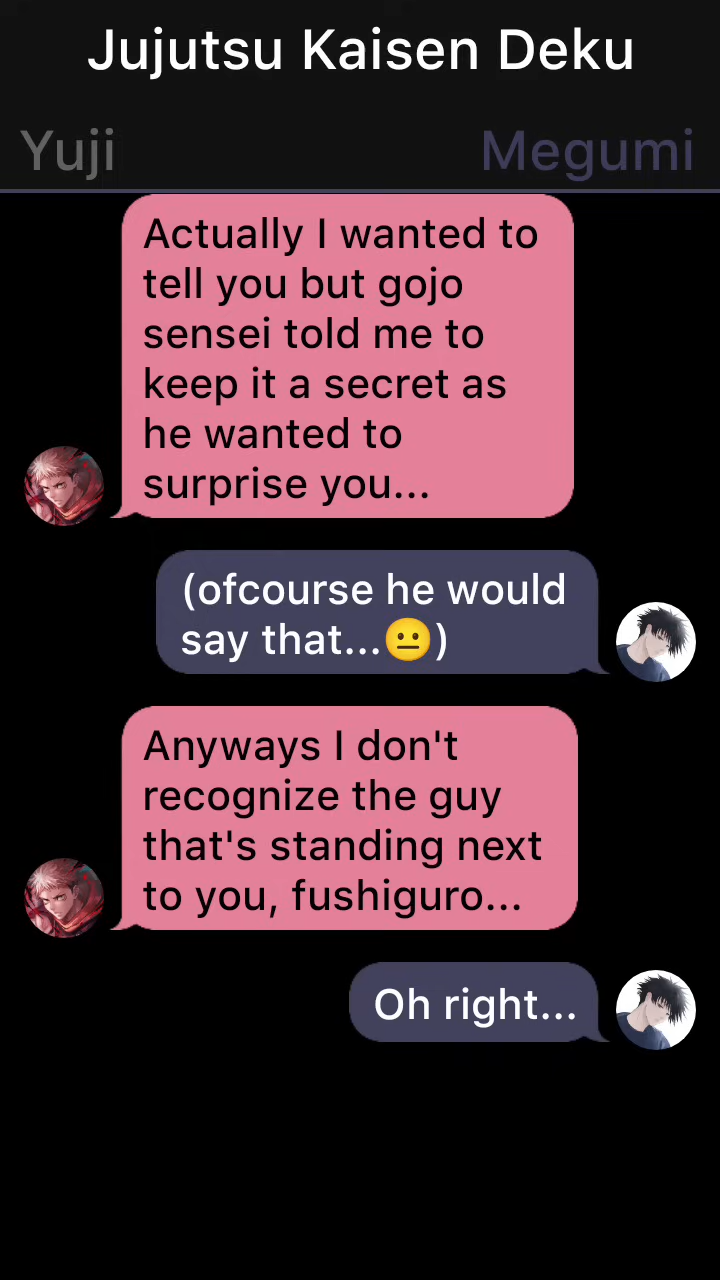 Jujutsu Kaisen Deku
Yuji
Megumi
Actually I wanted to
tell you but gojo
sensei told me to
keep it a secret as
he wanted to
surprise you...
(ofcourse he would
say that...😐)
Anyways I don't
recognize the guy
that's standing next
to you, fushiguro...
Oh right...